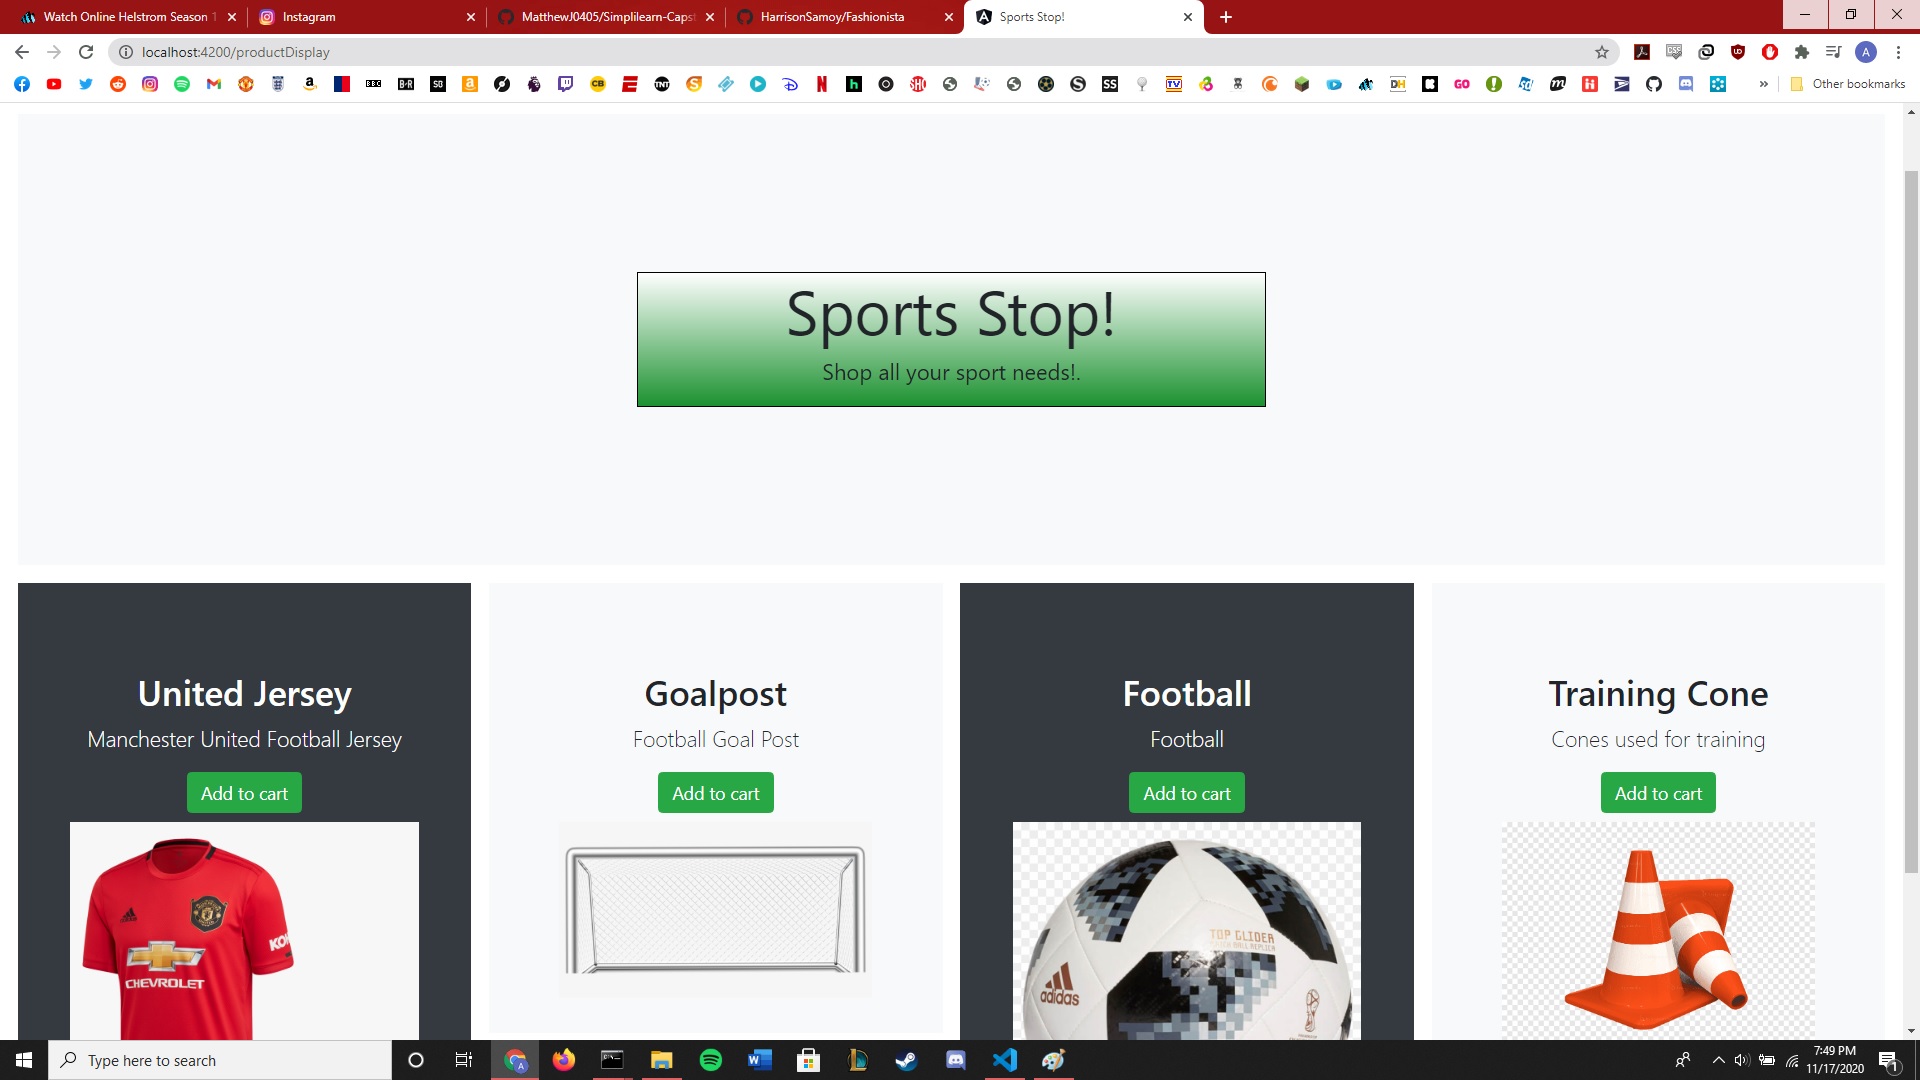 Watch Online Helstrom Season 1
Instagram
MatthewJ0405/Simplilearn-Capst
HarrisonSamoy/Fashionista
Sports Stop!
localhost:4200/productDisplay
A
Other bookmarks
Sports Stop!
Shop all your sport needs!.
United Jersey
Manchester United Football Jersey
Add to cart
Goalpost
Football Goal Post
Add to cart
Football
Football
Add to cart
Training Cone
Cones used for training
Add to cart
CHEVROLET
TOP GLIDER
adidas
Type here to search
7:49 PM
11/17/2020
1